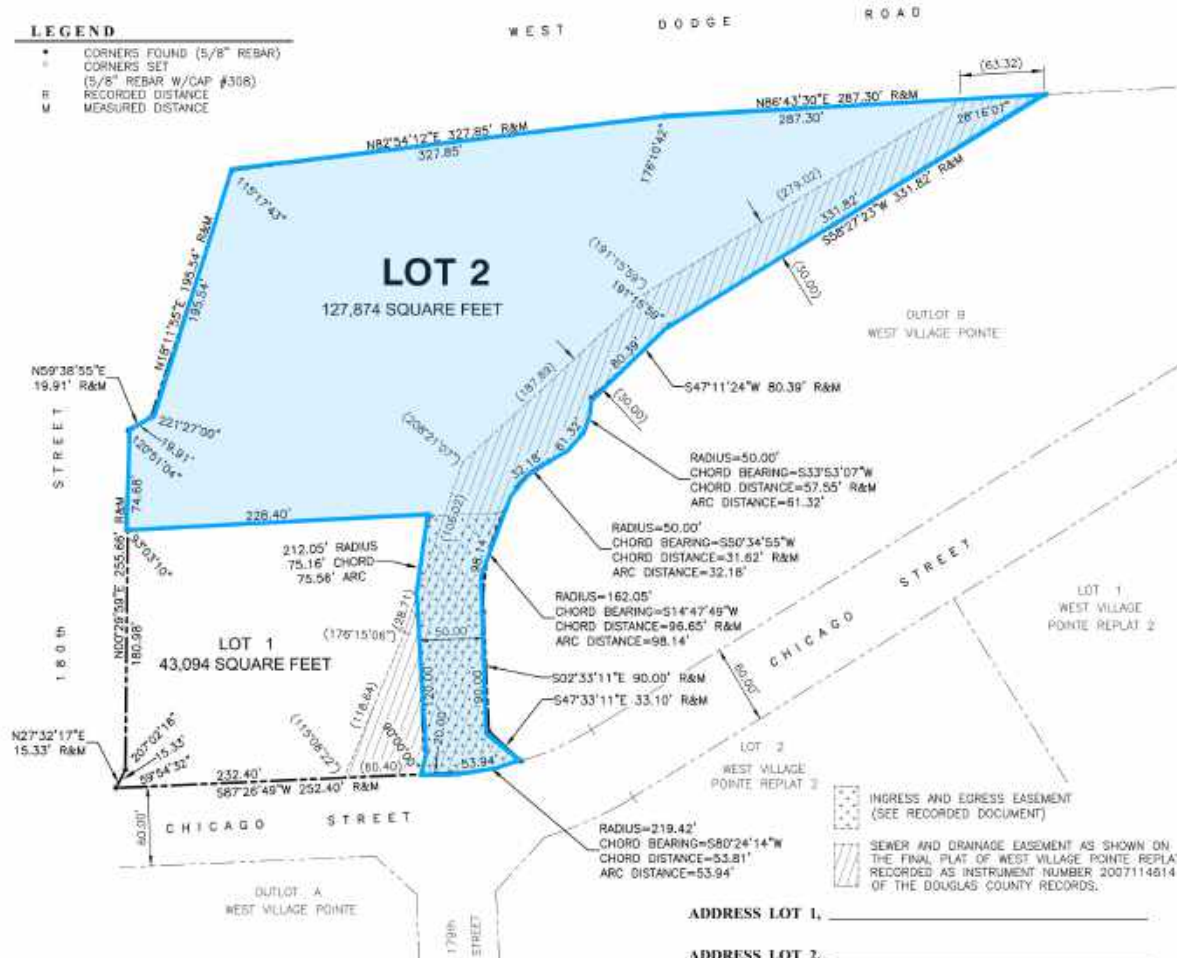 WEST DODGE ROAD
LEGEND
CORNERS FOUND (5/8" REBAR)
CORNERS SET
(5/8" REBAR W/CAP #308)
R RECORDED DISTANCE
M MEASURED DISTANCE
(63.32)
N86°43'30"E 287.30' R&M
287.30'
28°16'07"
N82°54'12"E 327.85' R&M
327.85'
176°10'42"
115°17'43"
(279.02)
331.82'
S58°27'23"W 331.82' R&M
N18°11'55"E 195.54' R&M
195.54'
LOT 2
127,874 SQUARE FEET
(191°15'59")
191°15'59"
(30.00)
OUTLOT B
WEST VILLAGE POINTE
N59°38'55"E
19.91' R&M
221°27'00"
19.91'
120°51'04"
(187.89)
80.39'
S47°11'24"W 80.39' R&M
(30.00)
(208°21'07")
STREET
180th
74.68'
N00°29'59"E 255.66' R&M
180.98'
228.40'
93°03'10"
32.18'
61.32'
RADIUS=50.00'
CHORD BEARING=S33°53'07"W
CHORD DISTANCE=57.55' R&M
ARC DISTANCE=61.32'
(106.02)
98.14'
RADIUS=50.00'
CHORD BEARING=S50°34'55"W
CHORD DISTANCE=31.62' R&M
ARC DISTANCE=32.18'
212.05' RADIUS
75.16' CHORD
75.56' ARC
RADIUS=162.05'
CHORD BEARING=S14°47'49"W
CHORD DISTANCE=96.65' R&M
ARC DISTANCE=98.14'
CHICAGO STREET
LOT 1
WEST VILLAGE
POINTE REPLAT 2
LOT 1
43,094 SQUARE FEET
(176°15'06")
(28.71)
50.00'
120.00'
90.00'
S02°33'11"E 90.00' R&M
S47°33'11"E 33.10' R&M
60.00'
(118.64)
(115°08'22")
90°00'00"
20.00'
(60.40)
53.94'
N27°32'17"E
15.33' R&M
207°02'18"
15.33'
59°54'32"
232.40'
S87°26'49"W 252.40' R&M
LOT 2
WEST VILLAGE
POINTE REPLAT 2
60.00'
CHICAGO STREET
RADIUS=219.42'
CHORD BEARING=S80°24'14"W
CHORD DISTANCE=53.81'
ARC DISTANCE=53.94'
INGRESS AND EGRESS EASEMENT
(SEE RECORDED DOCUMENT)
SEWER AND DRAINAGE EASEMENT AS SHOWN ON
THE FINAL PLAT OF WEST VILLAGE POINTE REPLAT
RECORDED AS INSTRUMENT NUMBER 2007114614
OF THE DOUGLAS COUNTY RECORDS.
OUTLOT A
WEST VILLAGE POINTE
179th
STREET
ADDRESS LOT 1,
ADDRESS LOT 2,